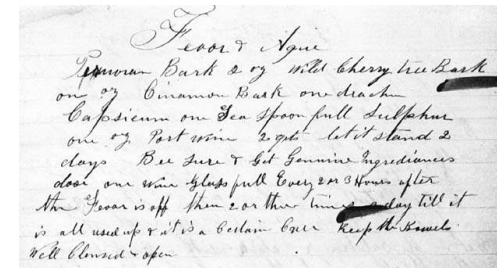 Fevor & Ague
Peruvian Bark 2 oz Wild Cherry tree Bark
one oz Cinamon Bark one drachm
Capsicum one Tea spoon full Sulphur
one oz Port wine 2 qts let it stand 2
days Bee Sure & Get Genuine Ingrediances
dose one wine Glass full Every 2 or 3 Hours after
the Fevor is off then 2 or three times a day till it
is all used up & it is a Certain Cure keep the Bowels
Well Clensed & open